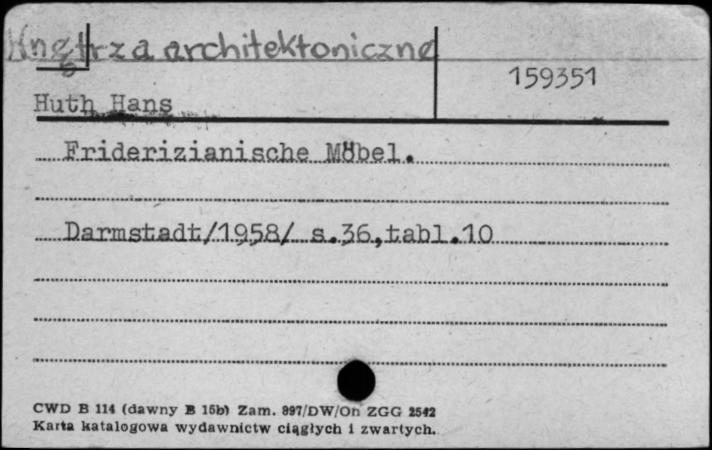 Wnętrza architektoniczne
159351
Huth Hans
Friderizianische Möbel.
Darmstadt/1958/ s.36,tabl.10
CWD B 114 (dawny B 15b) Zam. 897/DW/On ZGG 2542
Karta katalogowa wydawnictw ciągłych i zwartych.